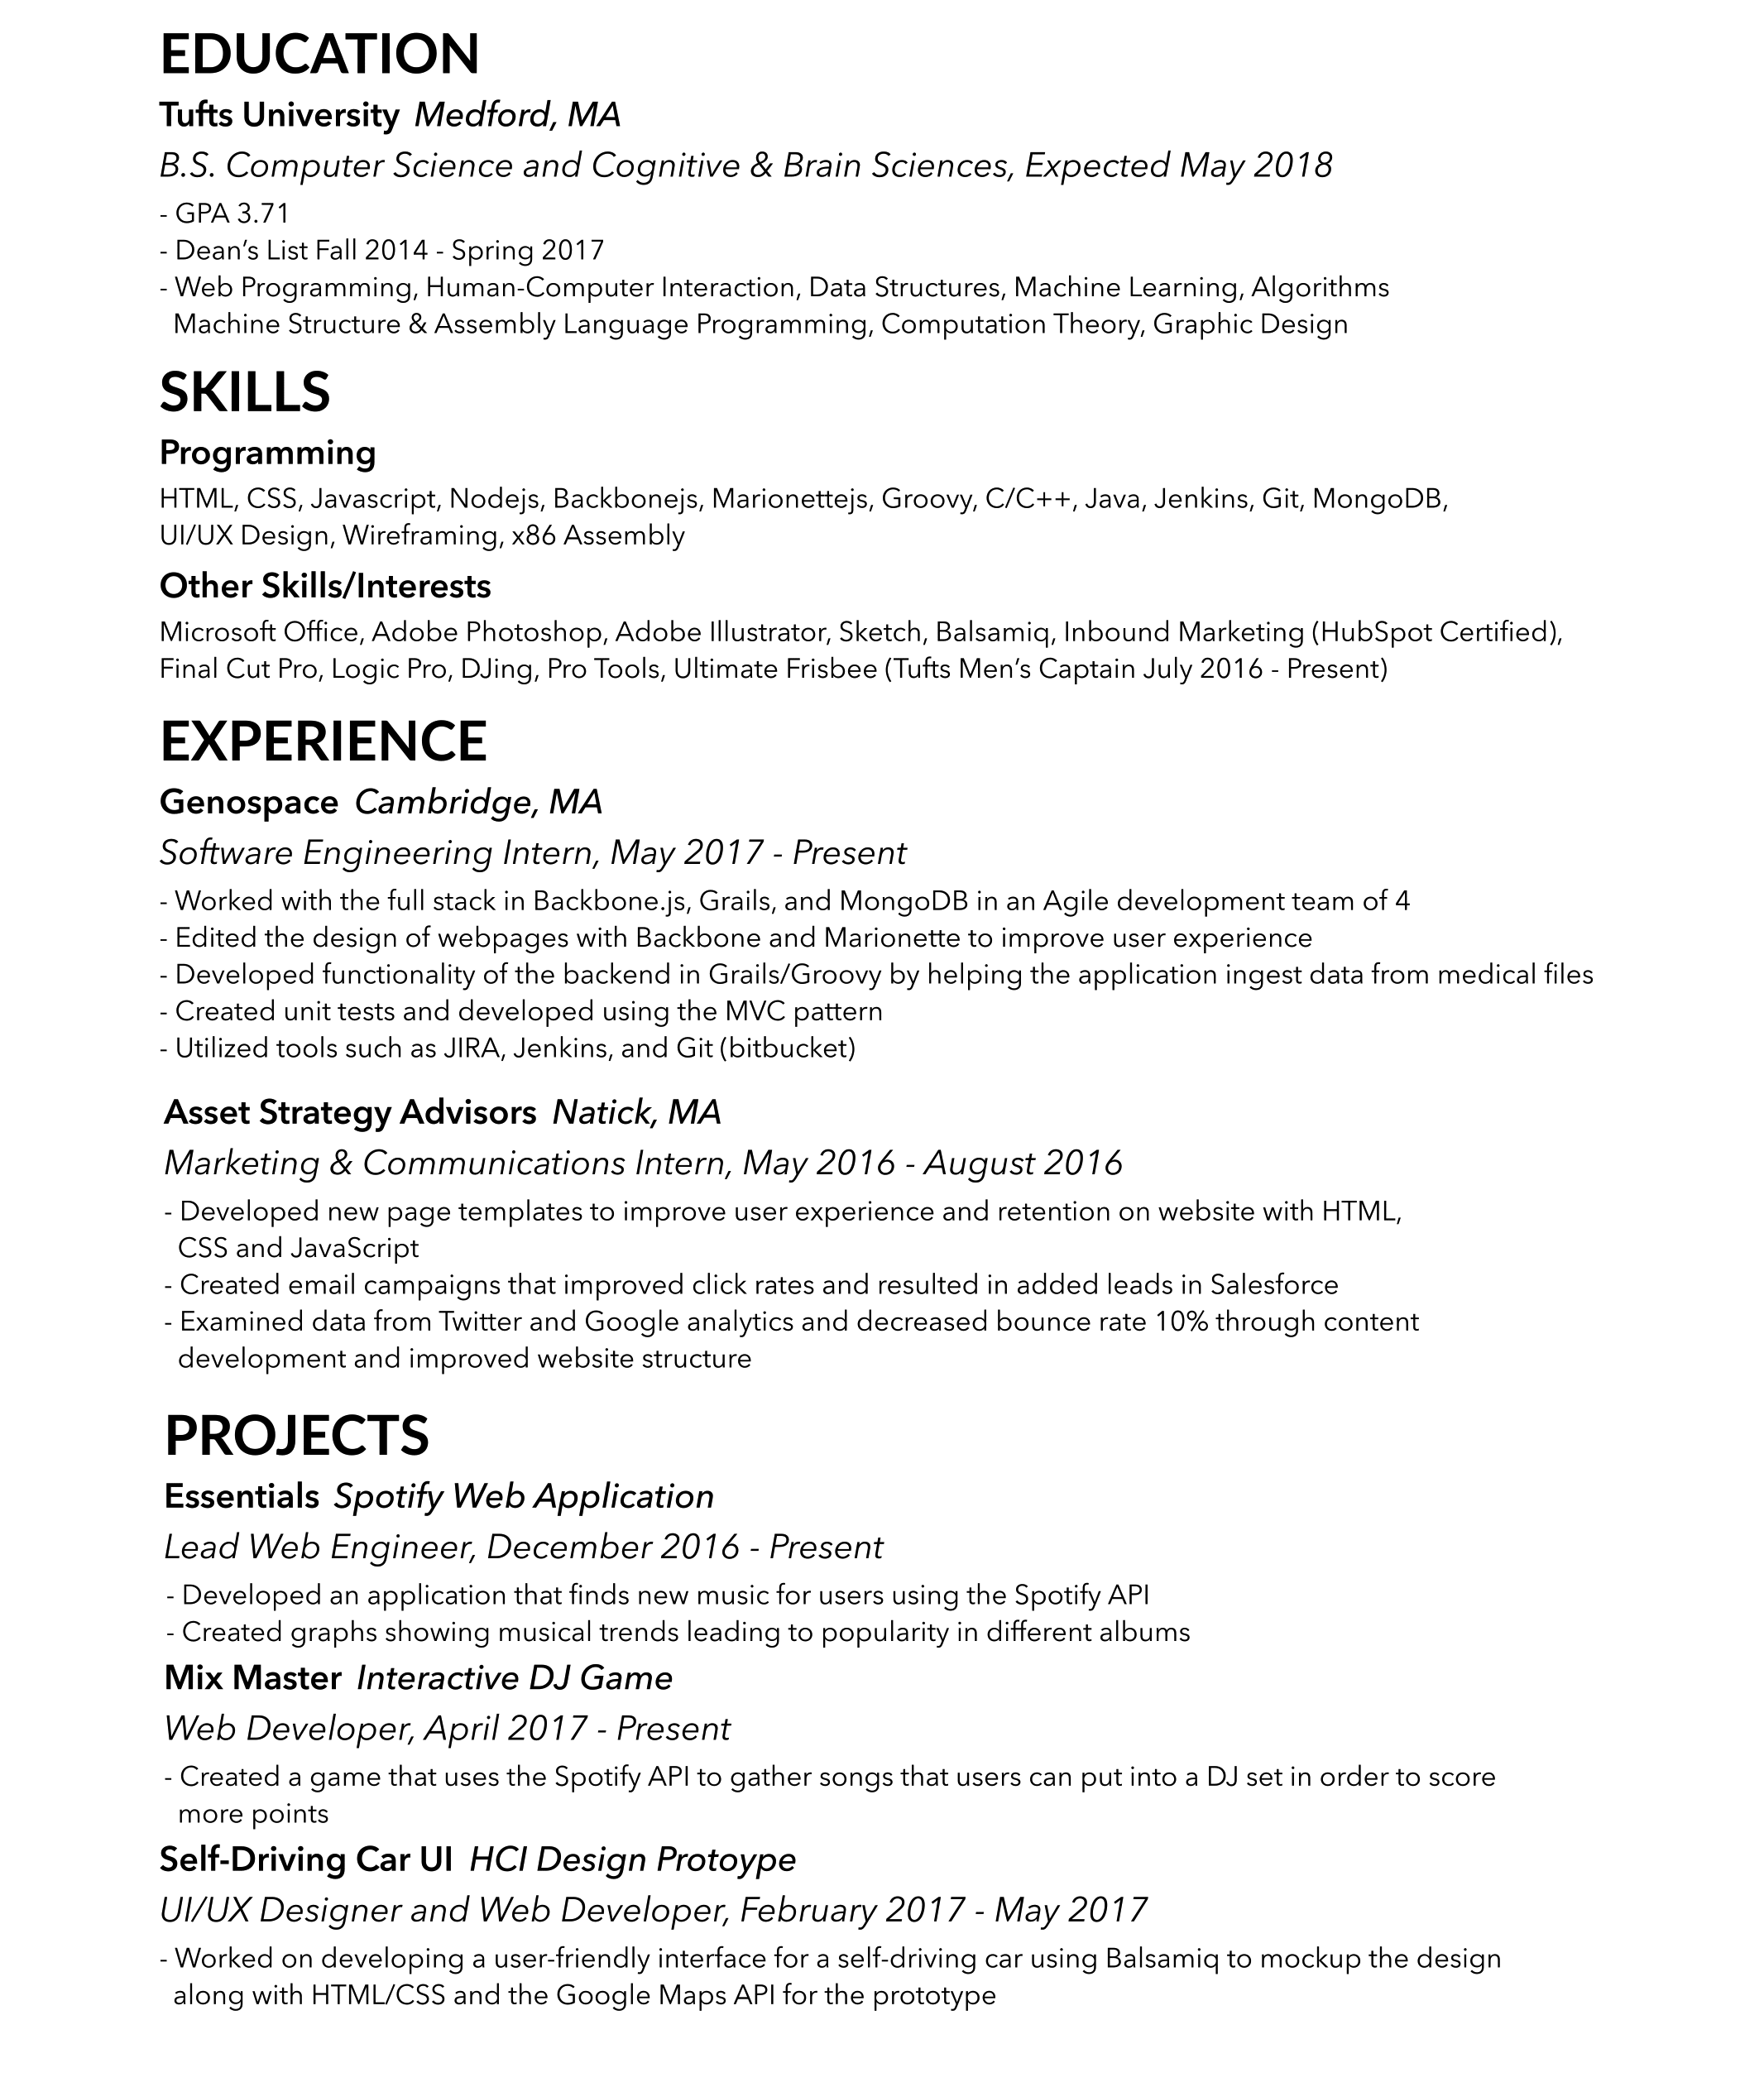 EDUCATION
Tufts University Medford, MA
B.S. Computer Science and Cognitive & Brain Sciences, Expected May 2018
- GPA 3.71
- Dean’s List Fall 2014 - Spring 2017
- Web Programming, Human-Computer Interaction, Data Structures, Machine Learning, Algorithms
Machine Structure & Assembly Language Programming, Computation Theory, Graphic Design
SKILLS
Programming
HTML, CSS, Javascript, Nodejs, Backbonejs, Marionettejs, Groovy, C/C++, Java, Jenkins, Git, MongoDB,
UI/UX Design, Wireframing, x86 Assembly
Other Skills/Interests
Microsoft Office, Adobe Photoshop, Adobe Illustrator, Sketch, Balsamiq, Inbound Marketing (HubSpot Certified),
Final Cut Pro, Logic Pro, DJing, Pro Tools, Ultimate Frisbee (Tufts Men’s Captain July 2016 - Present)
EXPERIENCE
Genospace Cambridge, MA
Software Engineering Intern, May 2017 - Present
- Worked with the full stack in Backbone.js, Grails, and MongoDB in an Agile development team of 4
- Edited the design of webpages with Backbone and Marionette to improve user experience
- Developed functionality of the backend in Grails/Groovy by helping the application ingest data from medical files
- Created unit tests and developed using the MVC pattern
- Utilized tools such as JIRA, Jenkins, and Git (bitbucket)
Asset Strategy Advisors Natick, MA
Marketing & Communications Intern, May 2016 - August 2016
- Developed new page templates to improve user experience and retention on website with HTML,
CSS and JavaScript
- Created email campaigns that improved click rates and resulted in added leads in Salesforce
- Examined data from Twitter and Google analytics and decreased bounce rate 10% through content
development and improved website structure
PROJECTS
Essentials Spotify Web Application
Lead Web Engineer, December 2016 - Present
- Developed an application that finds new music for users using the Spotify API
- Created graphs showing musical trends leading to popularity in different albums
Mix Master Interactive DJ Game
Web Developer, April 2017 - Present
- Created a game that uses the Spotify API to gather songs that users can put into a DJ set in order to score
more points
Self-Driving Car UI HCI Design Protoype
UI/UX Designer and Web Developer, February 2017 - May 2017
- Worked on developing a user-friendly interface for a self-driving car using Balsamiq to mockup the design
along with HTML/CSS and the Google Maps API for the prototype